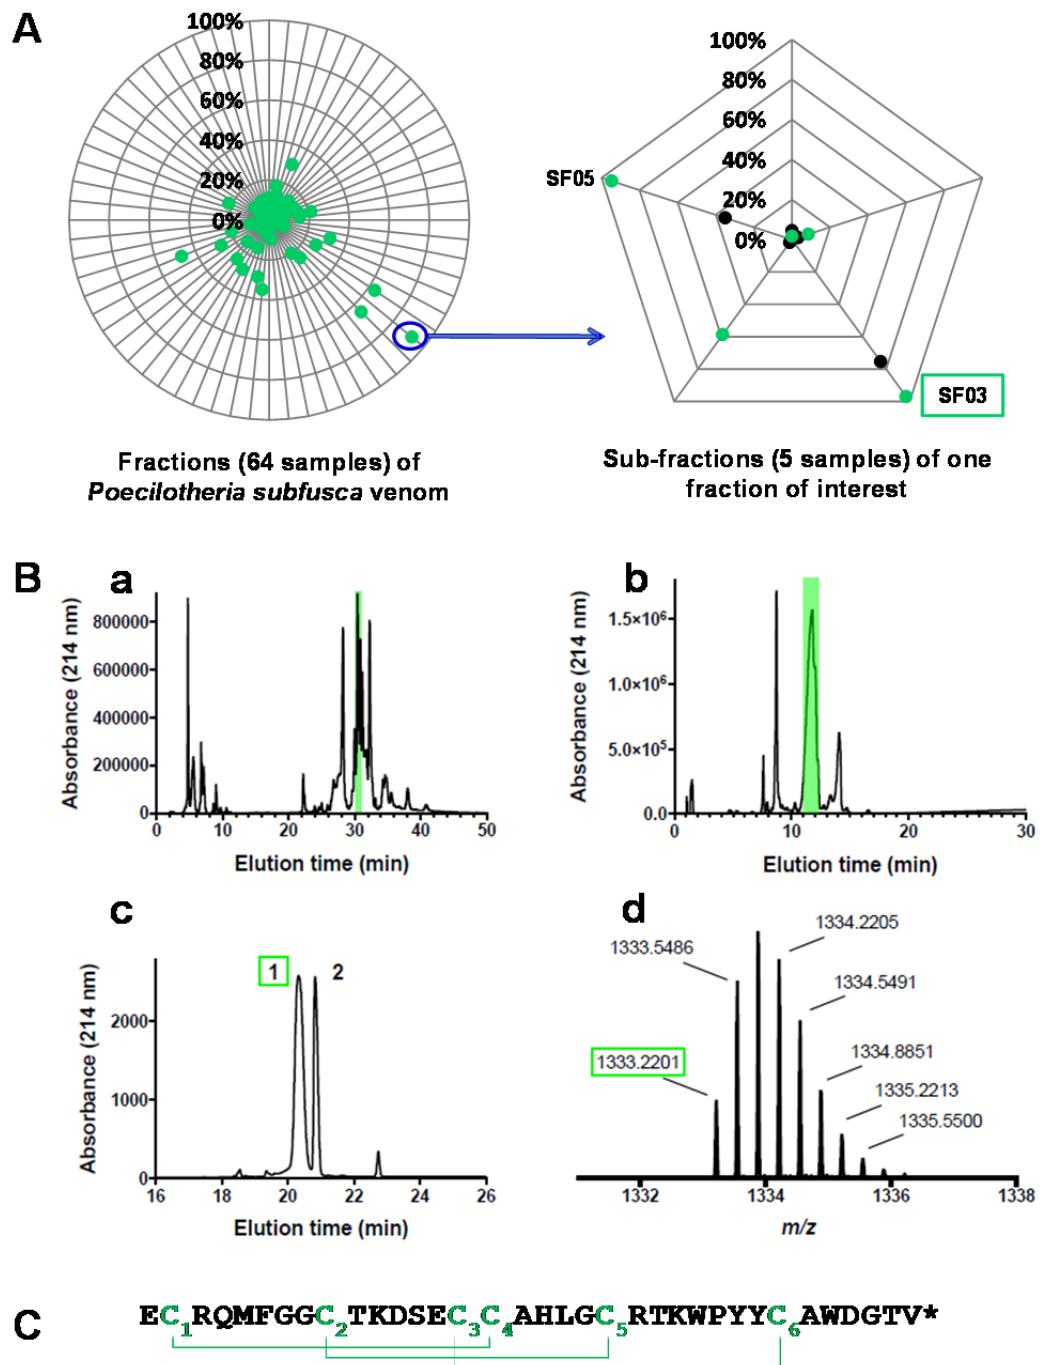 A
100%
80%
60%
40%
20%
0%
100%
80%
60%
40%
20%
0%
SF05
SF03
Fractions (64 samples) of
Poecilotheria subfusca venom
Sub-fractions (5 samples) of one
fraction of interest
B
a
Absorbance (214 nm)
800000
600000
400000
200000
0
0 10 20 30 40 50
Elution time (min)
b
Absorbance (214 nm)
1.5×10⁶
1.0×10⁶
5.0×10⁵
0.0
0 10 20 30
Elution time (min)
c
Absorbance (214 nm)
1 2
2000
1000
0
16 18 20 22 24 26
Elution time (min)
d
1334.2205
1333.5486
1334.5491
1334.8851
1333.2201
1335.2213
1335.5500
1332 1334 1336 1338
m/z
C
EC₁RQMFGGC₂TKDSEC₃C₄AHLGC₅RTKWPYYC₆AWDGTV*